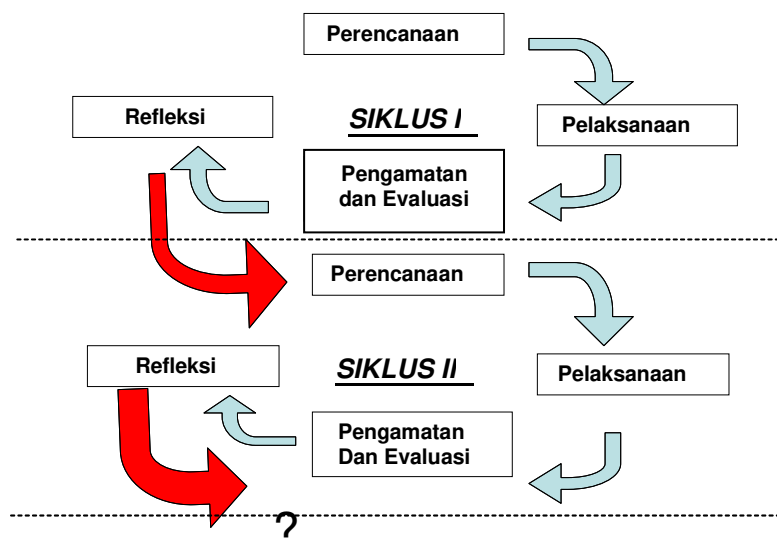 Perencanaan
Refleksi
SIKLUS I
Pelaksanaan
Pengamatan
dan Evaluasi
Perencanaan
Refleksi
SIKLUS II
Pelaksanaan
Pengamatan
Dan Evaluasi
?